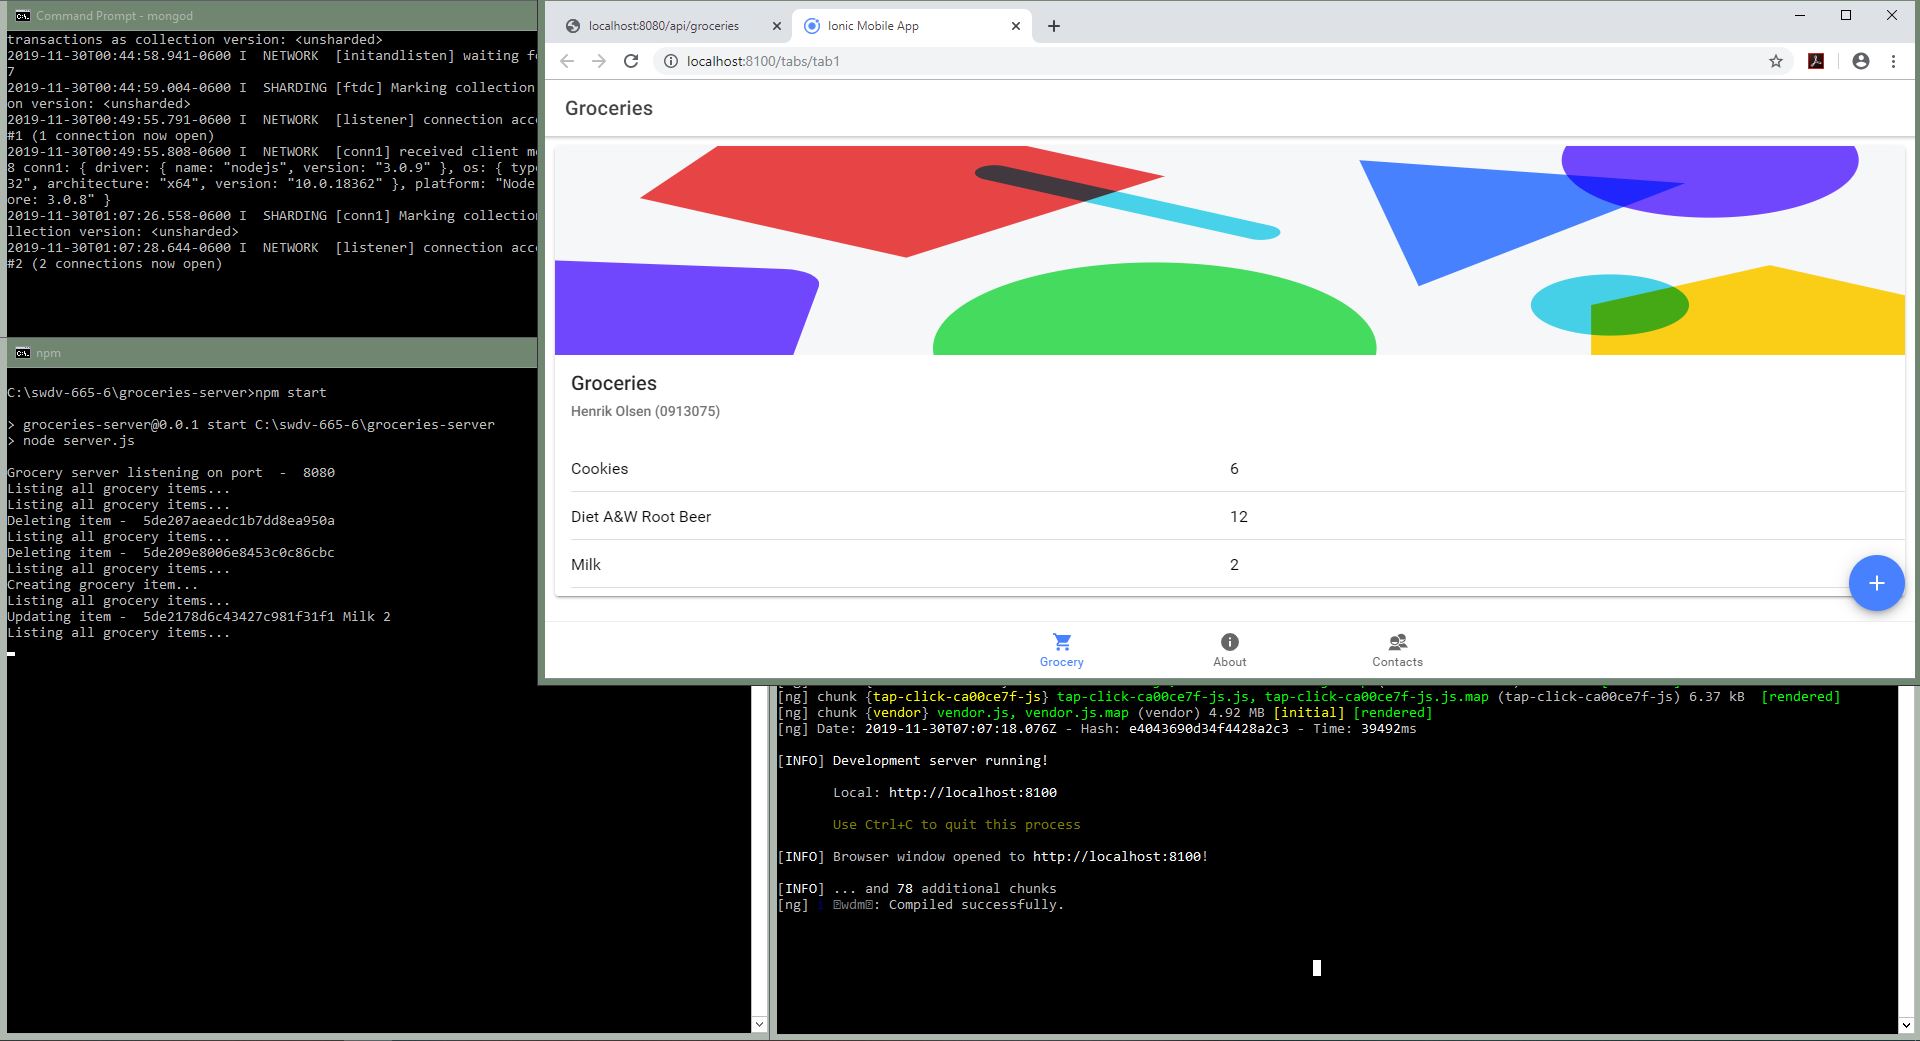 Command Prompt - mongod
transactions as collection version: <unsharded>
2019-11-30T00:44:58.941-0600 I  NETWORK  [initandlisten] waiting
7
2019-11-30T00:44:59.004-0600 I  SHARDING [ftdc] Marking collection
on version: <unsharded>
2019-11-30T00:49:55.791-0600 I  NETWORK  [listener] connection
#1 (1 connection now open)
2019-11-30T00:49:55.808-0600 I  NETWORK  [conn1] received client
8 conn1: { driver: { name: "nodejs", version: "3.0.9" }, os: {
32", architecture: "x64", version: "10.0.18362" }, platform: "Node
ore: 3.0.8" }
2019-11-30T01:07:26.558-0600 I  SHARDING [conn1] Marking
llection version: <unsharded>
2019-11-30T01:07:28.644-0600 I  NETWORK  [listener] connection
#2 (2 connections now open)
npm
C:\swdv-665-6\groceries-server>npm start
> groceries-server@0.0.1 start C:\swdv-665-6\groceries-server
> node server.js
Grocery server listening on port  -  8080
Listing all grocery items...
Listing all grocery items...
Deleting item -  5de207aeaedc1b7dd8ea950a
Listing all grocery items...
Deleting item -  5de209e8006e8453c0c86cbc
Listing all grocery items...
Creating grocery item...
Listing all grocery items...
Updating item -  5de2178d6c43427c981f31f1 Milk 2
Listing all grocery items...
localhost:8080/api/groceries
Ionic Mobile App
localhost:8100/tabs/tab1
Groceries
Groceries
Henrik Olsen (0913075)
Cookies 6
Diet A&W Root Beer 12
Milk 2
Grocery About Contacts
[ng] chunk {tap-click-ca00ce7f-js} tap-click-ca00ce7f-js.js, tap-click-ca00ce7f-js.js.map (tap-click-ca00ce7f-js) 6.37 kB  [rendered]
[ng] chunk {vendor} vendor.js, vendor.js.map (vendor) 4.92 MB [initial] [rendered]
[ng] Date: 2019-11-30T07:07:18.076Z - Hash: e4043690d34f4428a2c3 - Time: 39492ms
[INFO] Development server running!
Local: http://localhost:8100
Use Ctrl+C to quit this process
[INFO] Browser window opened to http://localhost:8100!
[INFO] ... and 78 additional chunks
[ng] i wdm: Compiled successfully.